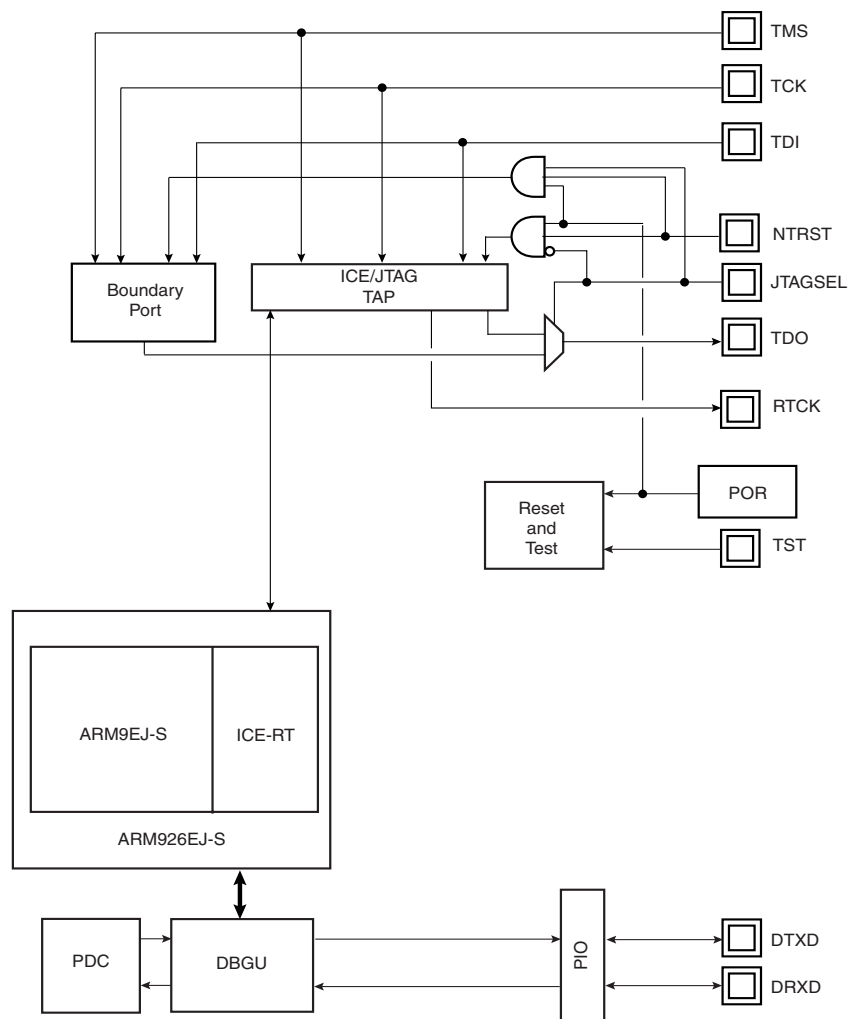 TMS
TCK
TDI
NTRST
JTAGSEL
TDO
RTCK
Boundary
Port
ICE/JTAG
TAP
POR
Reset
and
Test
TST
ARM9EJ-S
ICE-RT
ARM926EJ-S
PDC
DBGU
PIO
DTXD
DRXD